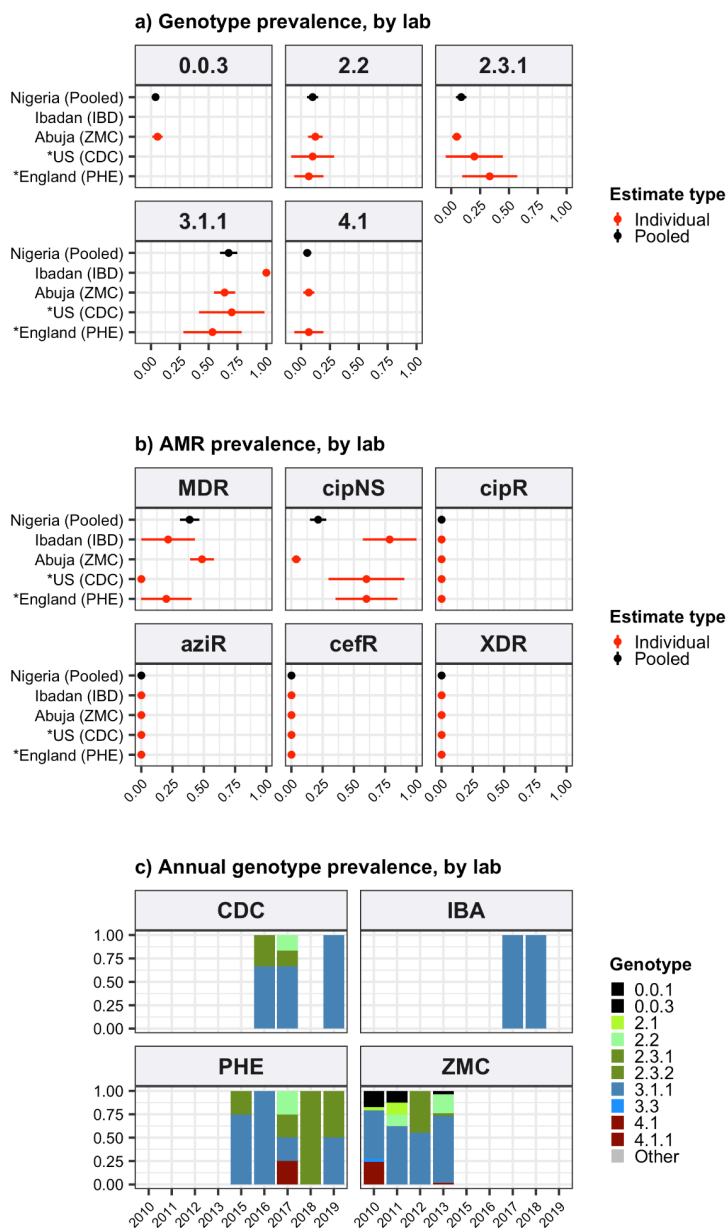 a) Genotype prevalence, by lab
0.0.3 2.2 2.3.1
Nigeria (Pooled)
Ibadan (IBD)
Abuja (ZMC)
*US (CDC)
*England (PHE)
0.00 0.25 0.50 0.75 1.00
3.1.1 4.1
Nigeria (Pooled)
Ibadan (IBD)
Abuja (ZMC)
*US (CDC)
*England (PHE)
0.00 0.25 0.50 0.75 1.00 0.00 0.25 0.50 0.75 1.00
Estimate type
Individual
Pooled
b) AMR prevalence, by lab
MDR cipNS cipR
Nigeria (Pooled)
Ibadan (IBD)
Abuja (ZMC)
*US (CDC)
*England (PHE)
aziR cefR XDR
Nigeria (Pooled)
Ibadan (IBD)
Abuja (ZMC)
*US (CDC)
*England (PHE)
0.00 0.25 0.50 0.75 1.00 0.00 0.25 0.50 0.75 1.00 0.00 0.25 0.50 0.75 1.00
Estimate type
Individual
Pooled
c) Annual genotype prevalence, by lab
CDC IBA
1.00
0.75
0.50
0.25
0.00
PHE ZMC
1.00
0.75
0.50
0.25
0.00
2010 2011 2012 2013 2014 2015 2016 2017 2018 2019 2010 2011 2012 2013 2014 2015 2016 2017 2018 2019
Genotype
0.0.1
0.0.3
2.1
2.2
2.3.1
2.3.2
3.1.1
3.3
4.1
4.1.1
Other